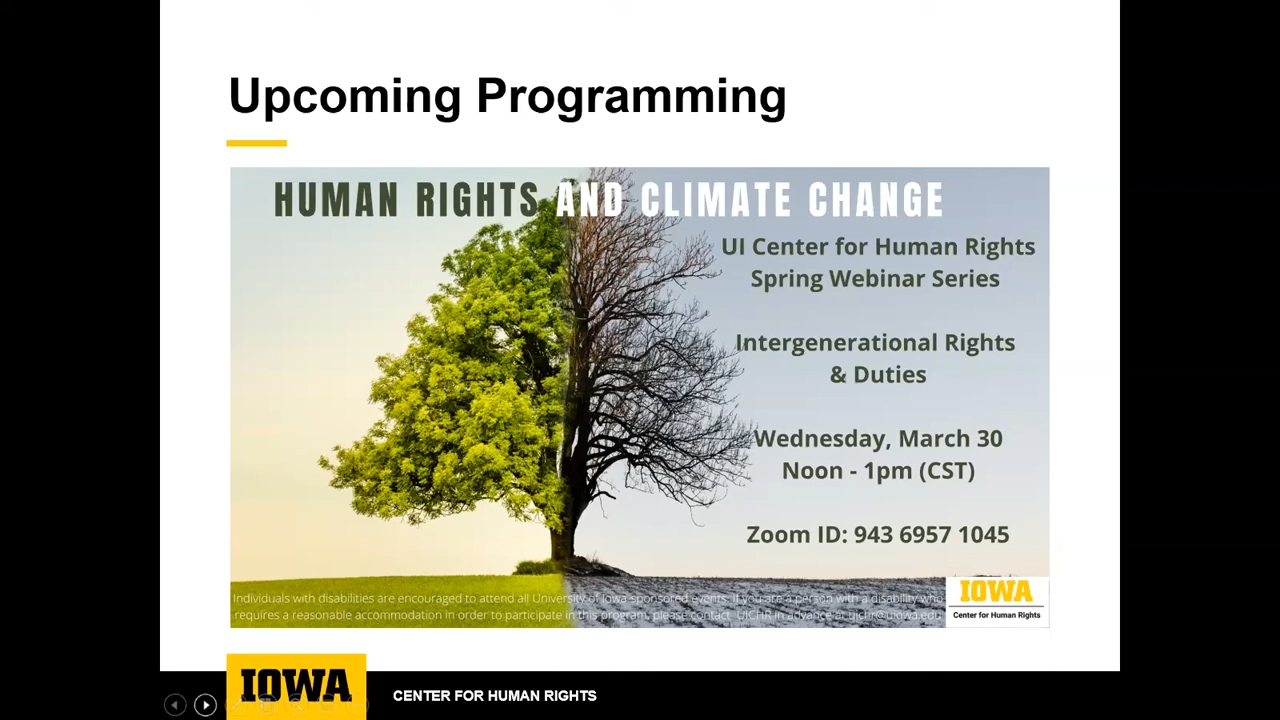 Upcoming Programming
HUMAN RIGHTS AND CLIMATE CHANGE
UI Center for Human Rights
Spring Webinar Series
Intergenerational Rights
& Duties
Wednesday, March 30
Noon - 1pm (CST)
Zoom ID: 943 6957 1045
Individuals with disabilities are encouraged to attend all University of Iowa-sponsored events. If you are a person with a disability who
requires a reasonable accommodation in order to participate in this program, please contact UICHR in advance at uichr@uiowa.edu
IOWA
Center for Human Rights
IOWA
CENTER FOR HUMAN RIGHTS